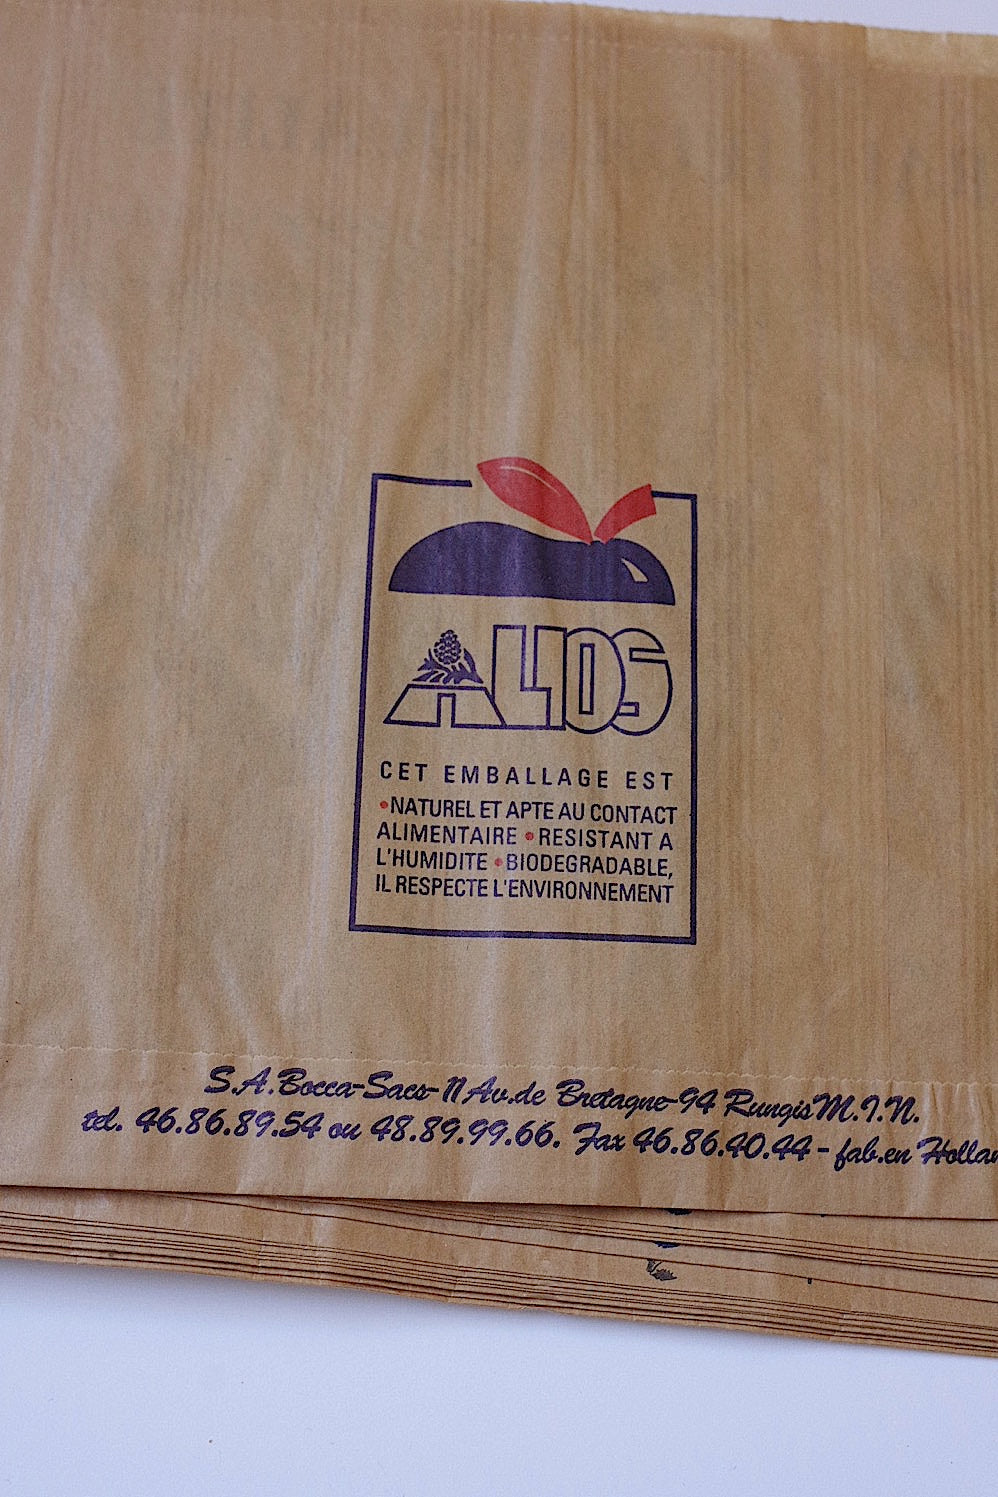 ALIOS
CET EMBALLAGE EST
•NATUREL ET APTE AU CONTACT
ALIMENTAIRE •RESISTANT A
L'HUMIDITE •BIODEGRADABLE,
IL RESPECTE L'ENVIRONNEMENT
S.A.Bocca-Sacs-11 Av.de Bretagne-94 Rungis M.I.N.
tel. 46.86.89.54 ou 48.89.99.66. Fax 46.86.40.44 - fab.en